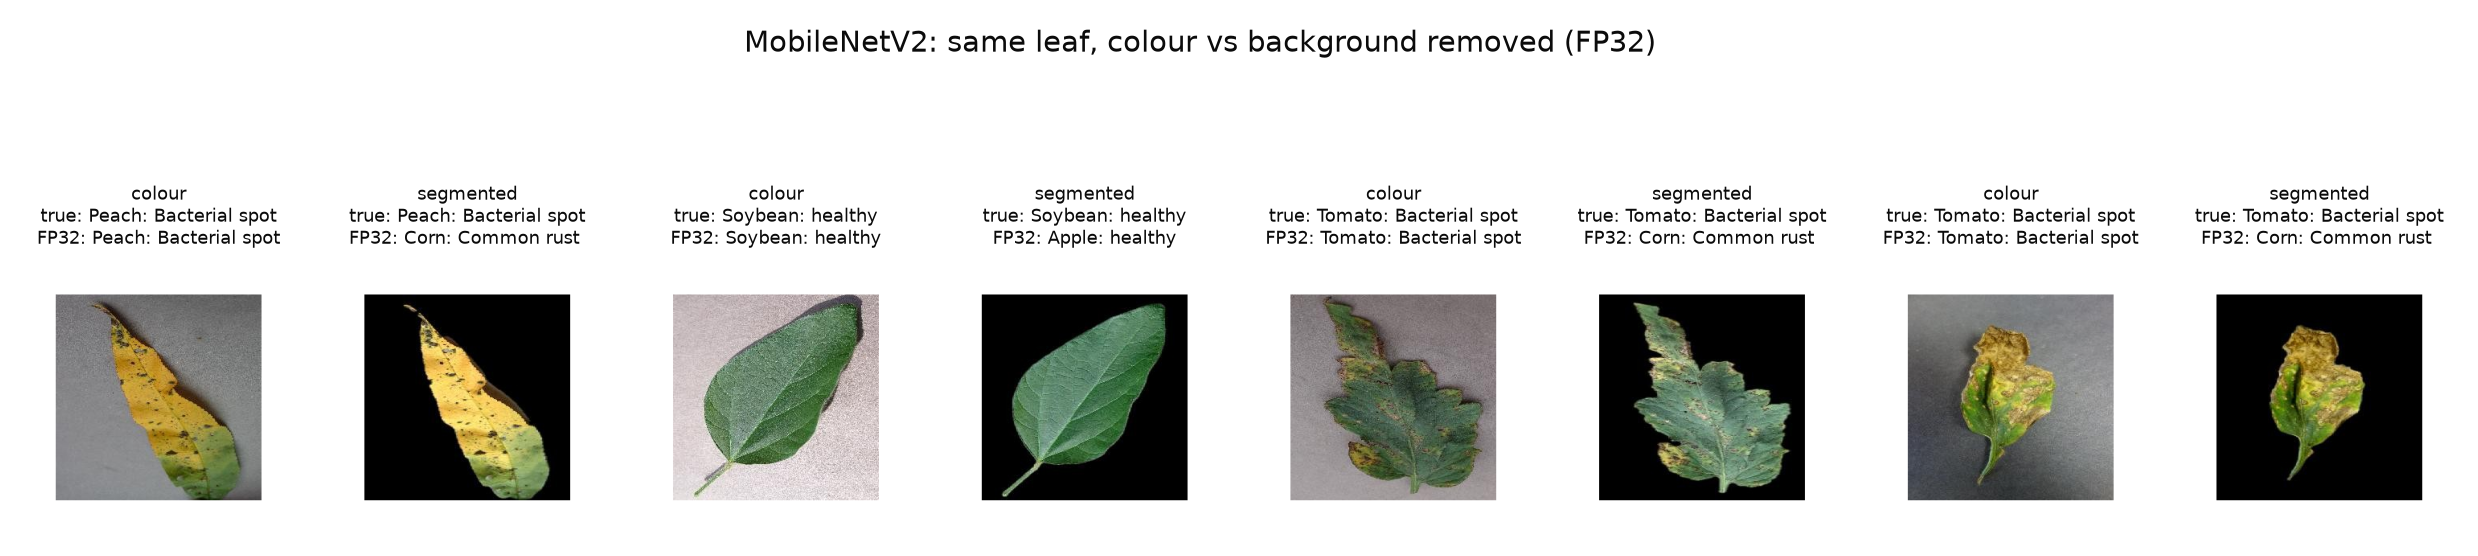 MobileNetV2: same leaf, colour vs background removed (FP32)
colour
true: Peach: Bacterial spot
FP32: Peach: Bacterial spot
segmented
true: Peach: Bacterial spot
FP32: Corn: Common rust
colour
true: Soybean: healthy
FP32: Soybean: healthy
segmented
true: Soybean: healthy
FP32: Apple: healthy
colour
true: Tomato: Bacterial spot
FP32: Tomato: Bacterial spot
segmented
true: Tomato: Bacterial spot
FP32: Corn: Common rust
colour
true: Tomato: Bacterial spot
FP32: Tomato: Bacterial spot
segmented
true: Tomato: Bacterial spot
FP32: Corn: Common rust